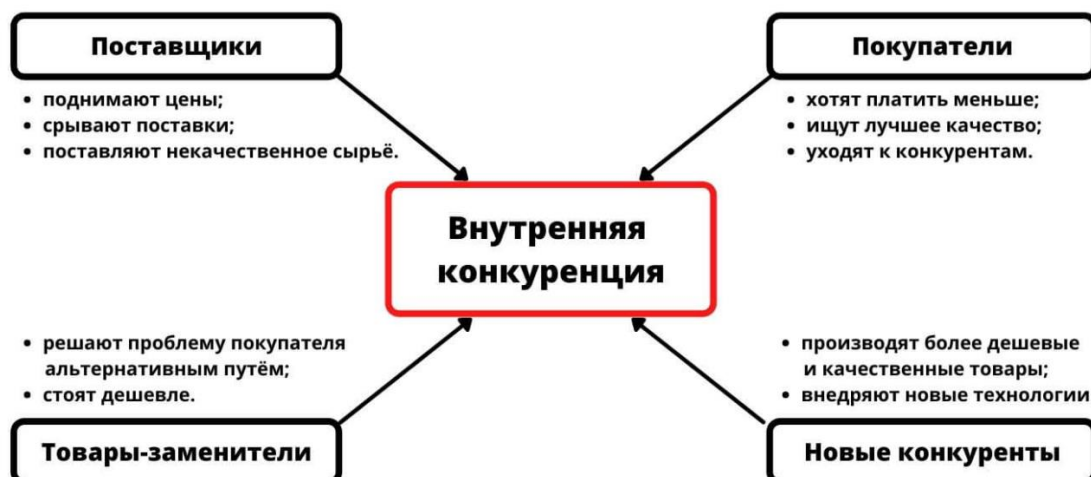 Поставщики
• поднимают цены;
• срывают поставки;
• поставляют некачественное сырьё.
Покупатели
• хотят платить меньше;
• ищут лучшее качество;
• уходят к конкурентам.
Внутренняя
конкуренция
• решают проблему покупателя
альтернативным путём;
• стоят дешевле.
Товары-заменители
• производят более дешевые
и качественные товары;
• внедряют новые технологии
Новые конкуренты